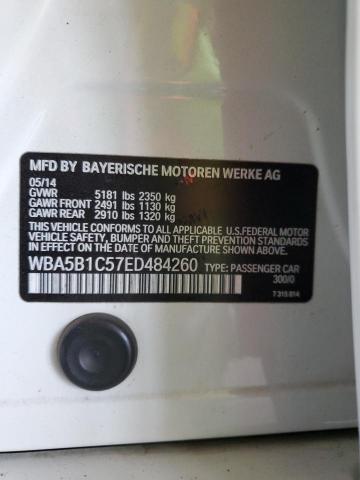 MFD BY BAYERISCHE MOTOREN WERKE AG
05/14
GVWR 5181 lbs 2350 kg
GAWR FRONT 2491 lbs 1130 kg
GAWR REAR 2910 lbs 1320 kg
THIS VEHICLE CONFORMS TO ALL APPLICABLE U.S.FEDERAL MOTOR
VEHICLE SAFETY, BUMPER, AND THEFT PREVENTION STANDARDS
IN EFFECT ON THE DATE OF MANUFACTURE SHOWN ABOVE.
WBA5B1C57ED484260 TYPE: PASSENGER CAR
300/0
7 315 814